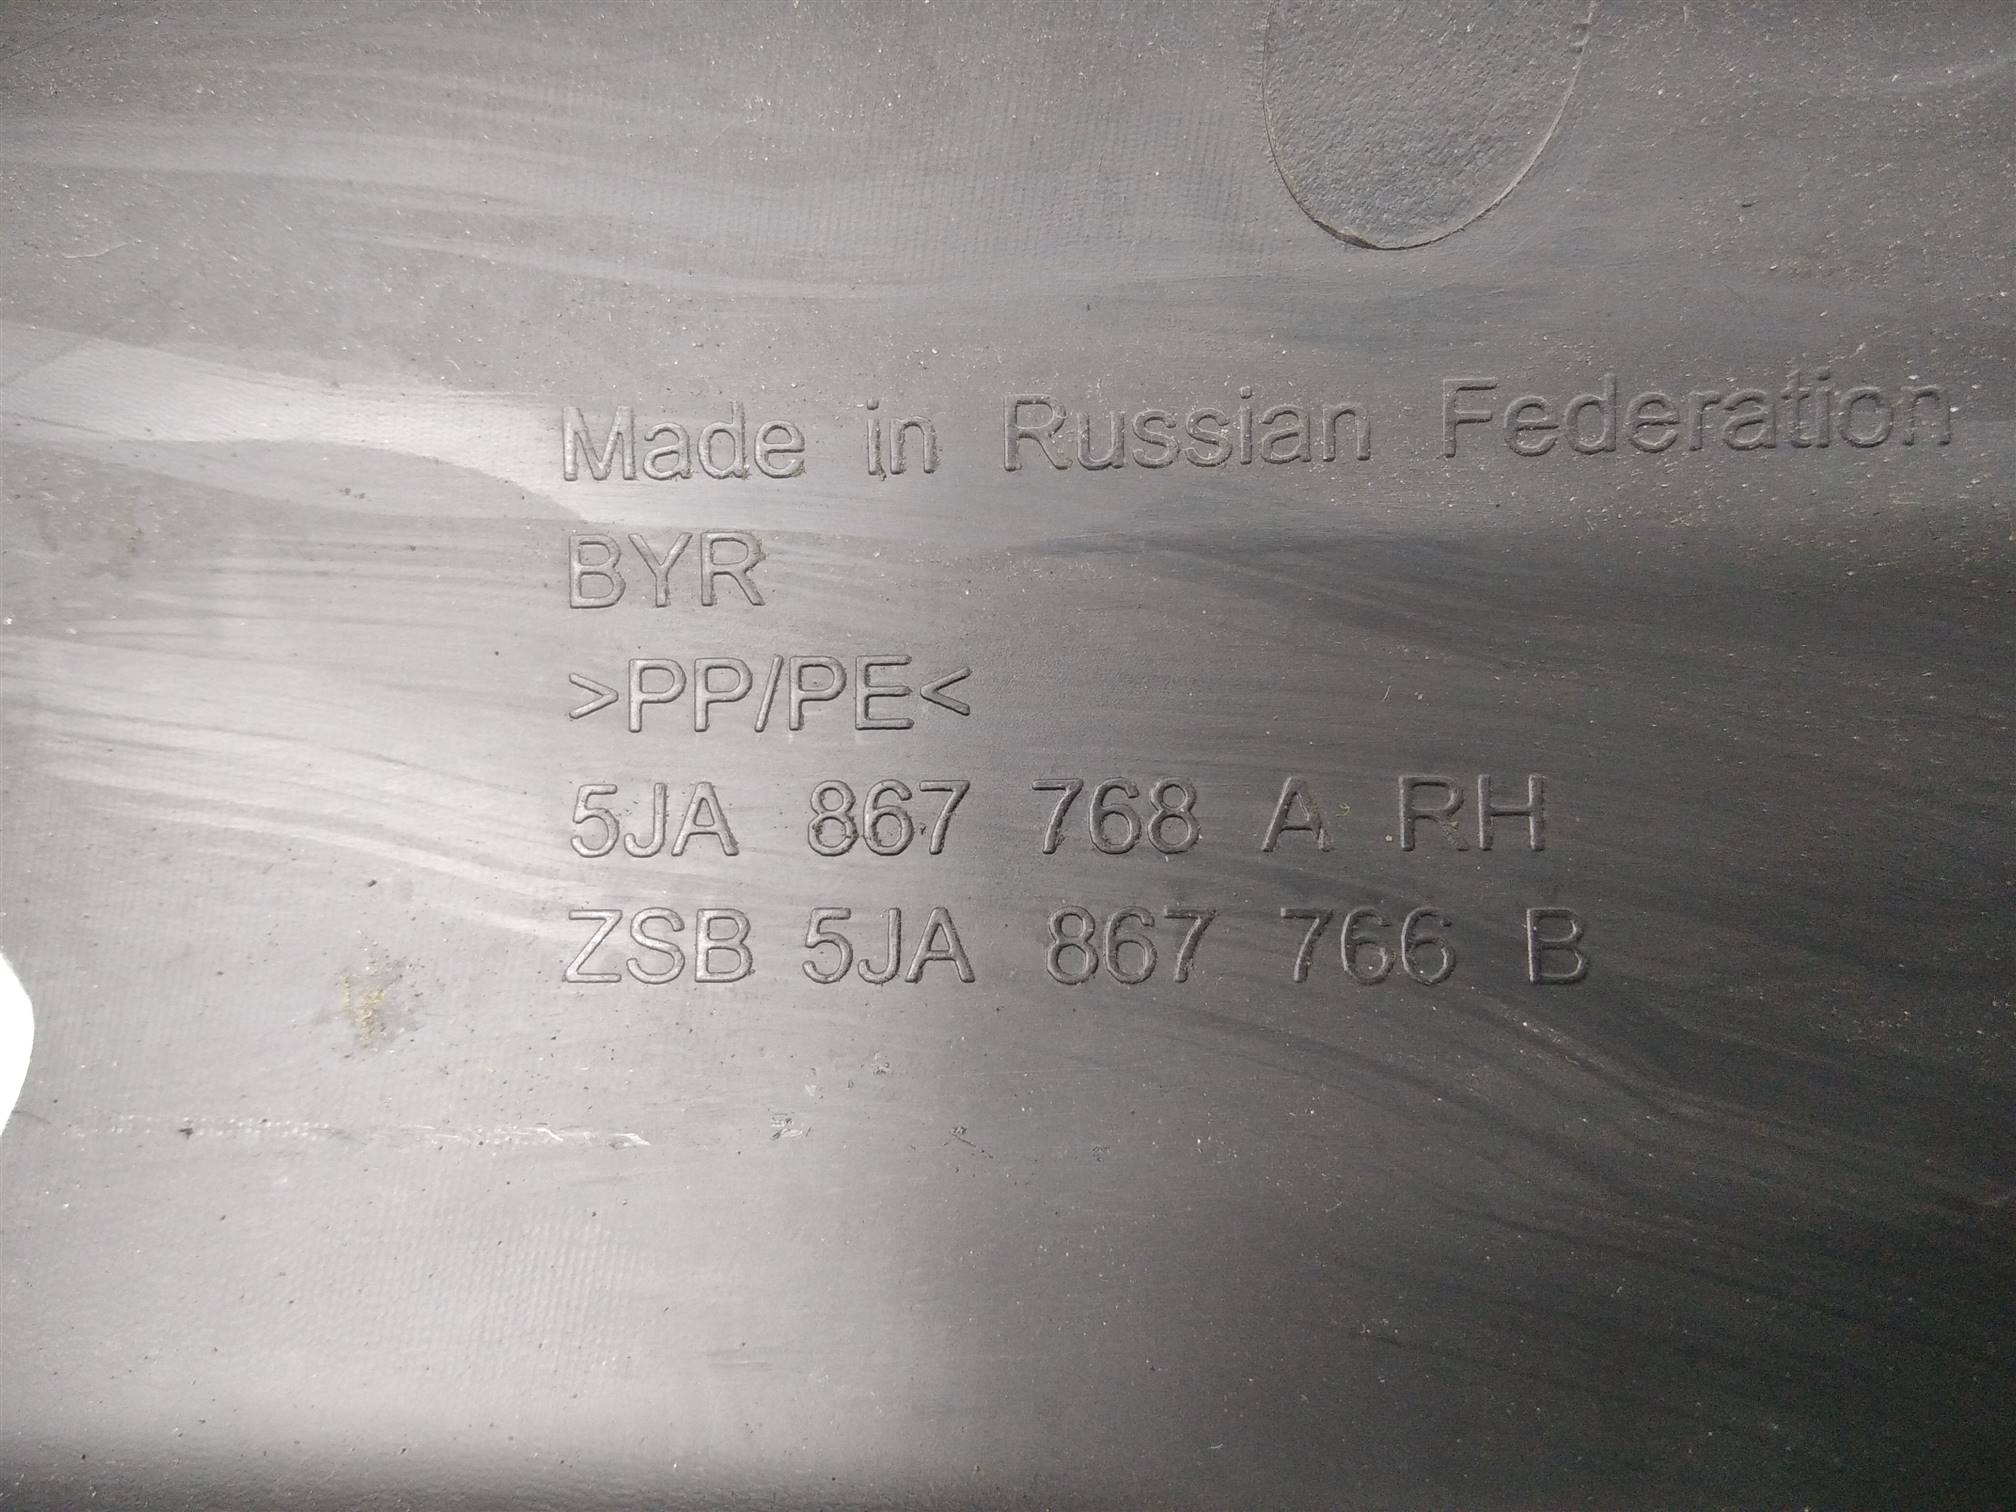 Made in Russian Federation
BYR
>PP/PE<
5JA 867 768 A RH
ZSB 5JA 867 766 B